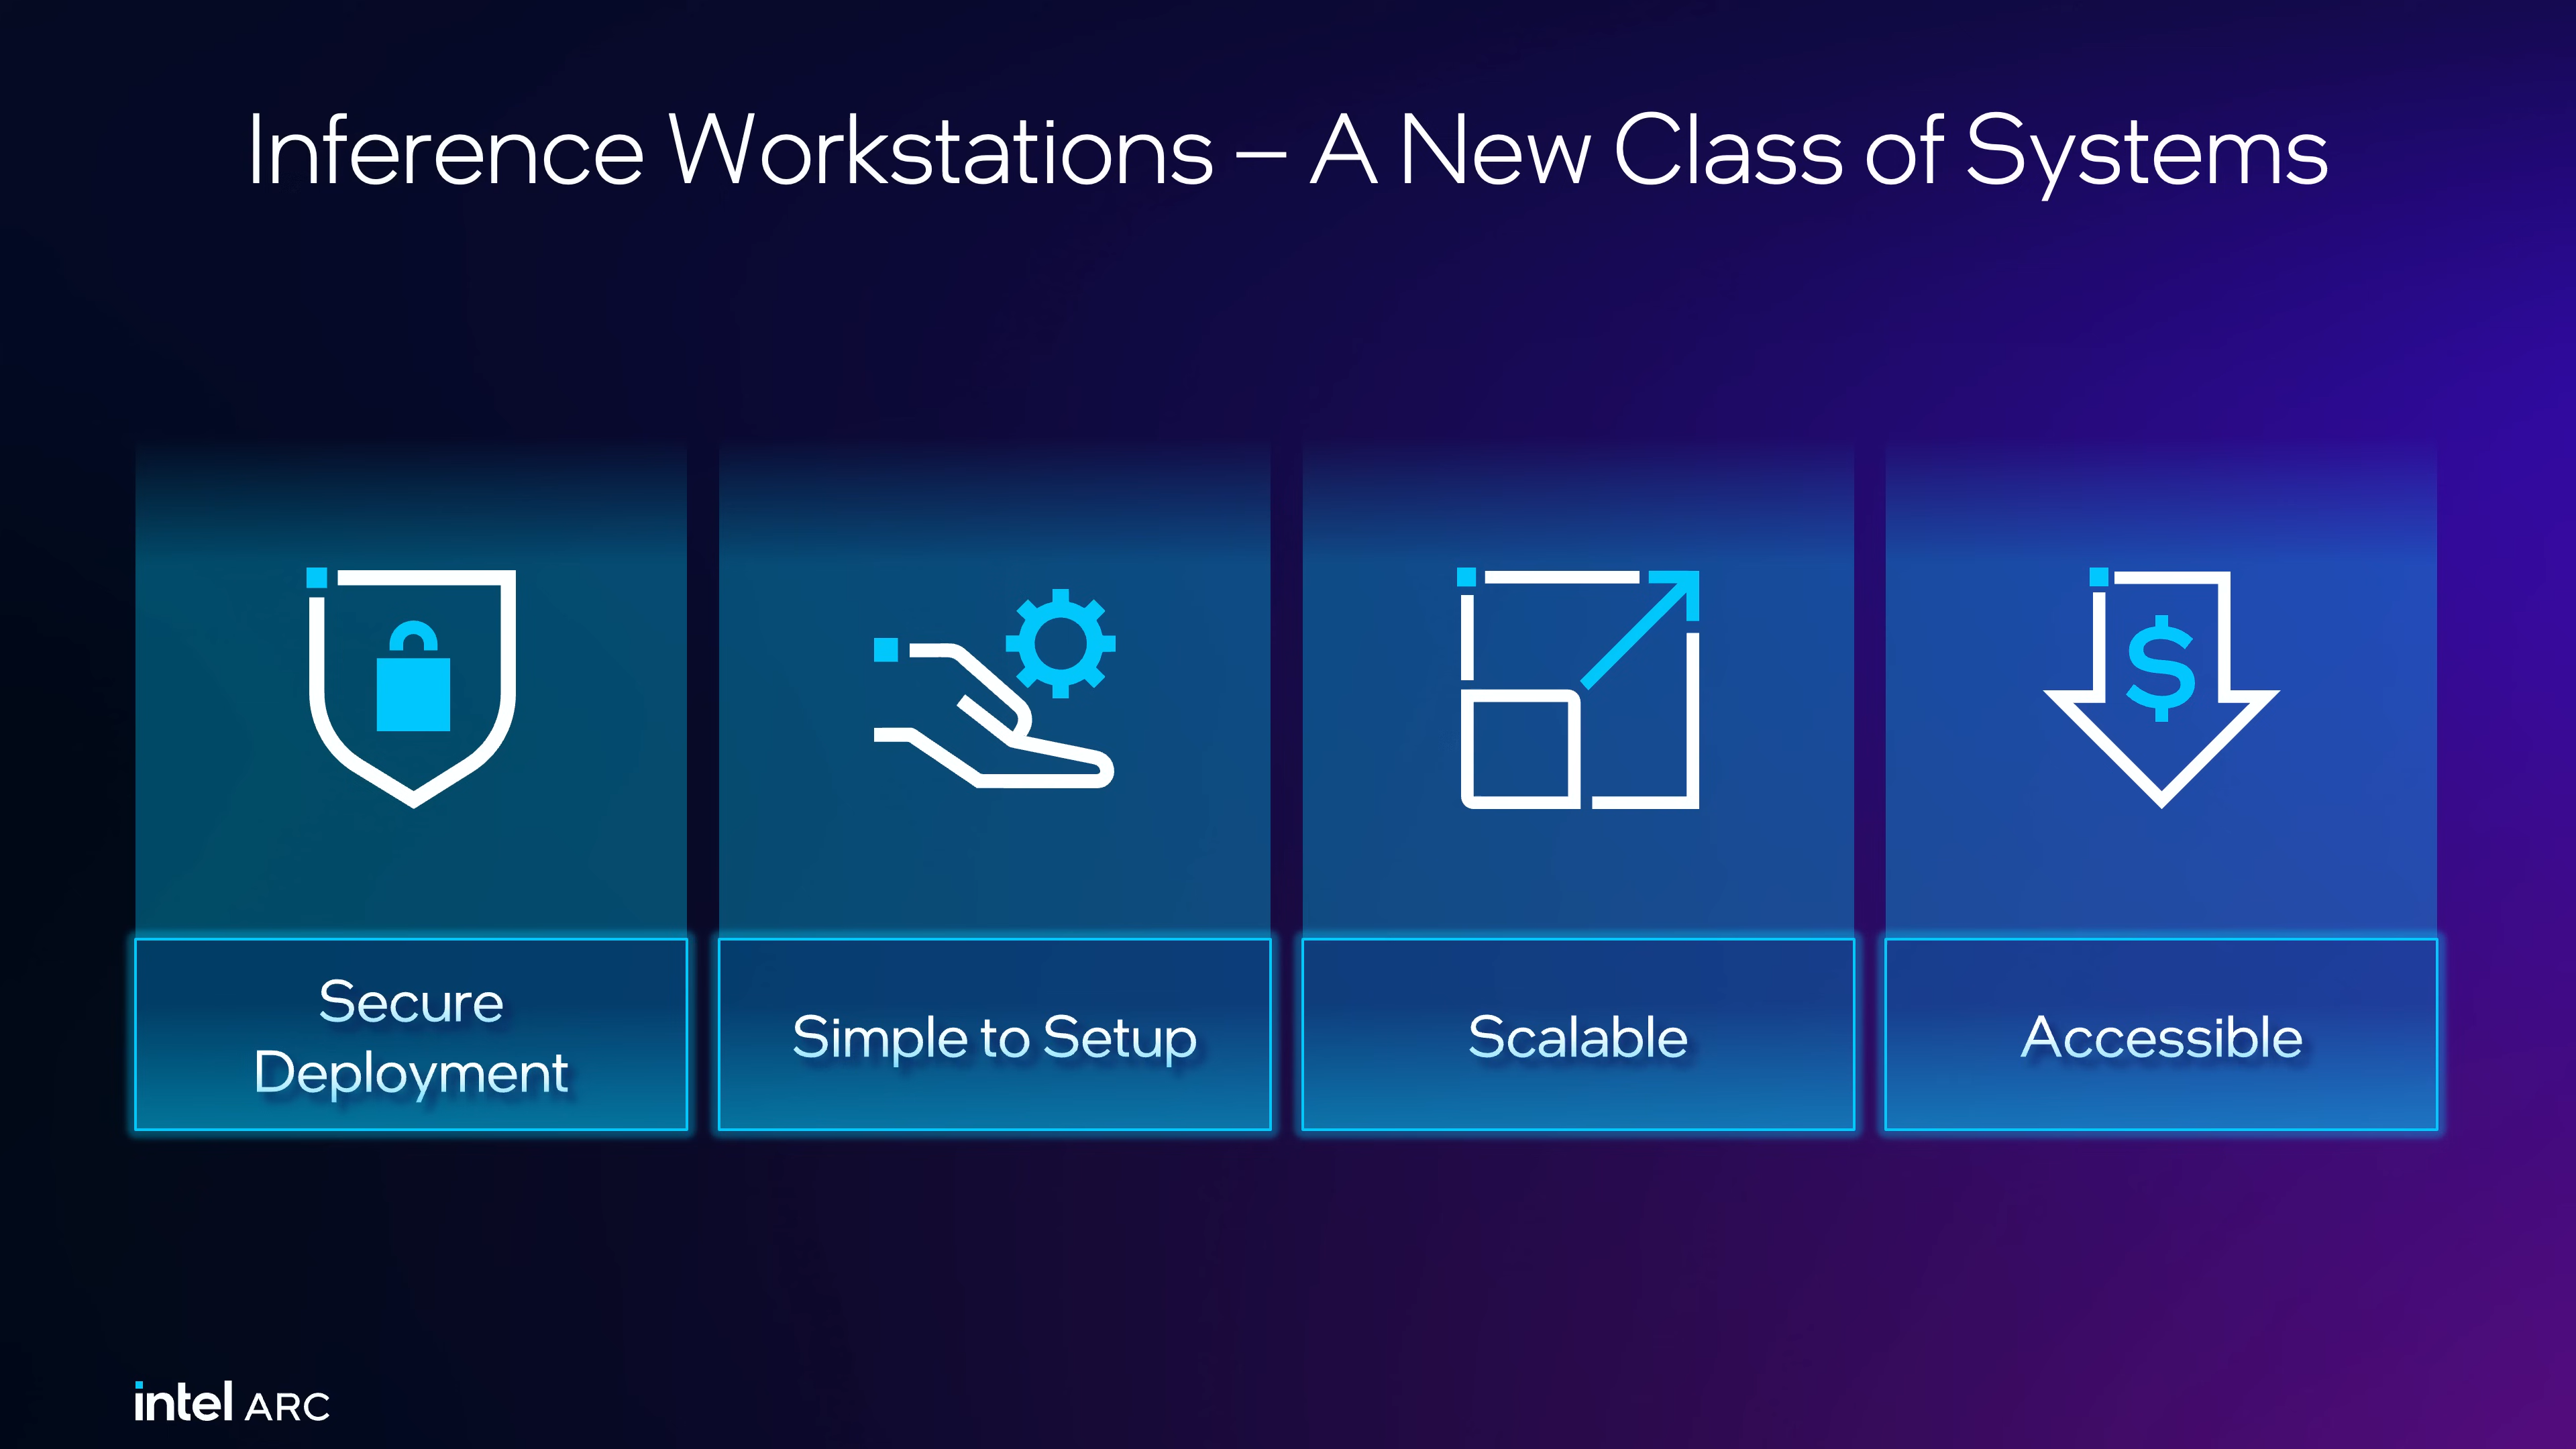 Inference Workstations – A New Class of Systems
$
Secure
Deployment
Simple to Setup
Scalable
Accessible
intel ARC